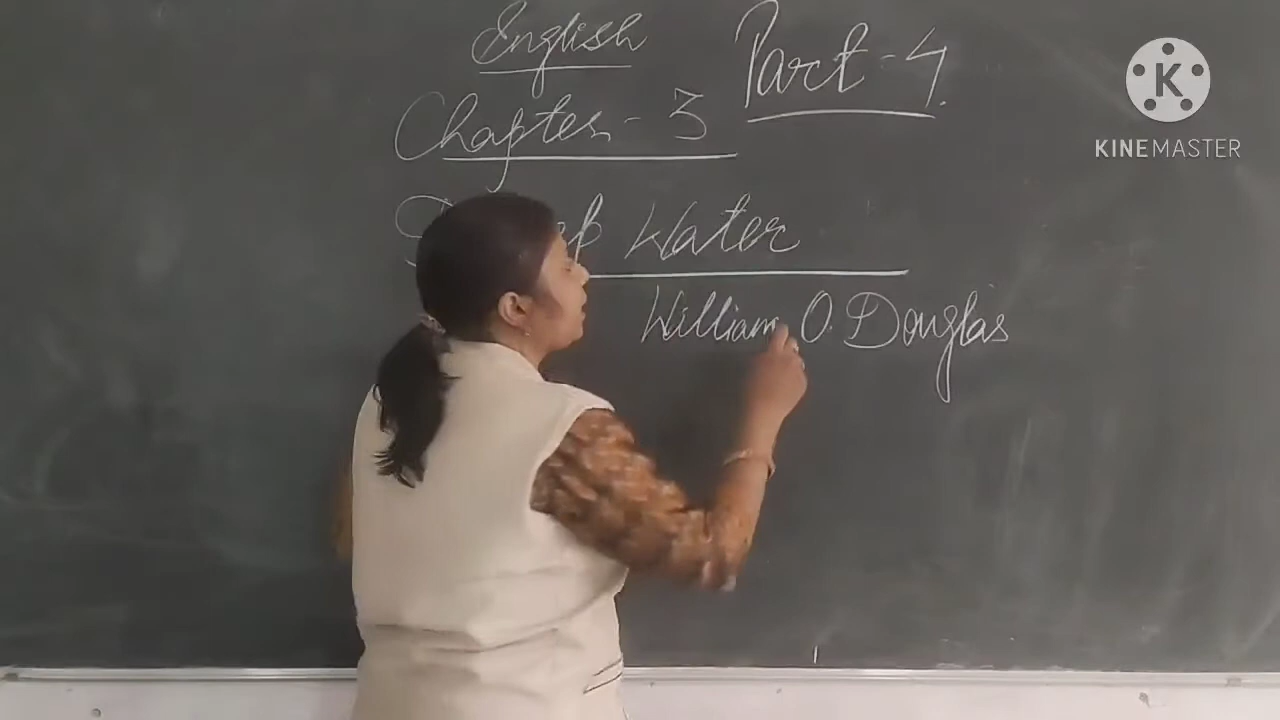 English
Part - 4.
Chapter - 3
Water
William O. Douglas
K
KINEMASTER